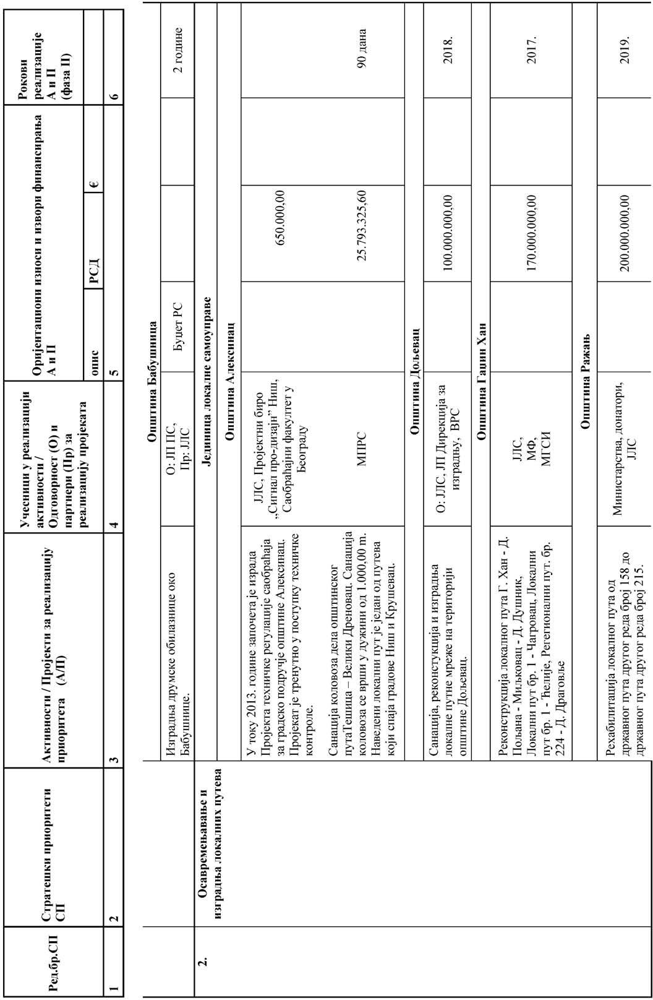 Ред.бр.СП
Стратешки приоритети
СП
Активности / Пројекти за реализацију
приоритета (А/П)
Учесници у реализацији
активности /
Одговорност (О) и
партнери (Пр) за
реализацију пројеката
Оријентациони износи и извори финансирања
А и П
опис
РСД
€
Рокови
реализације
А и П
(фаза II)
1
2
3
4
5
6
Општина Бабушница
Изградња друмске обилазнице око
Бабушнице.
О: ЈП ПС,
Пр: ЈЛС
Буџет РС
2 године
2.
Осавремењавање и
изградња локалних путева
Јединица локалне самоуправе
Општина Алексинац
У току 2013. године започета је израда
Пројекта техничке регулације саобраћаја
за градско подручје општине Алексинац.
Пројекат је тренутно у поступку техничке
контроле.
ЈЛС, Пројектни биро
„Сигнал про-дизајн” Ниш,
Саобраћајни факултет у
Београду
650.000,00
Санација коловоза дела општинског
путаТешица – Велики Дреновац. Санација
коловоза се врши у дужини од 1.000,00 m.
Наведени локални пут је један од путева
који спаја градове Ниш и Крушевац.
МПРС
25.793.325,60
90 дана
Општина Дољевац
Санација, реконстукција и изградња
локалне путне мреже на територији
општине Дољевац.
О: ЈЛС, ЈП Дирекција за
изградњу, ВРС
100.000.000,00
2018.
Општина Гаџин Хан
Реконструкција локалног пута Г. Хан - Д.
Пољана - Миљковац - Д. Душник,
Локални пут бр. 1 - Чагровац, Локални
пут бр. 1 - Ћелије, Регегионални пут. бр.
224 - Д. Драговље
ЈЛС,
МФ,
МГСИ
170.000.000,00
2017.
Општина Ражањ
Рехабилитација локалног пута од
државног пута другог реда број 158 до
државног пута другог реда број 215.
Министарства, донатори,
ЈЛС
200.000.000,00
2019.